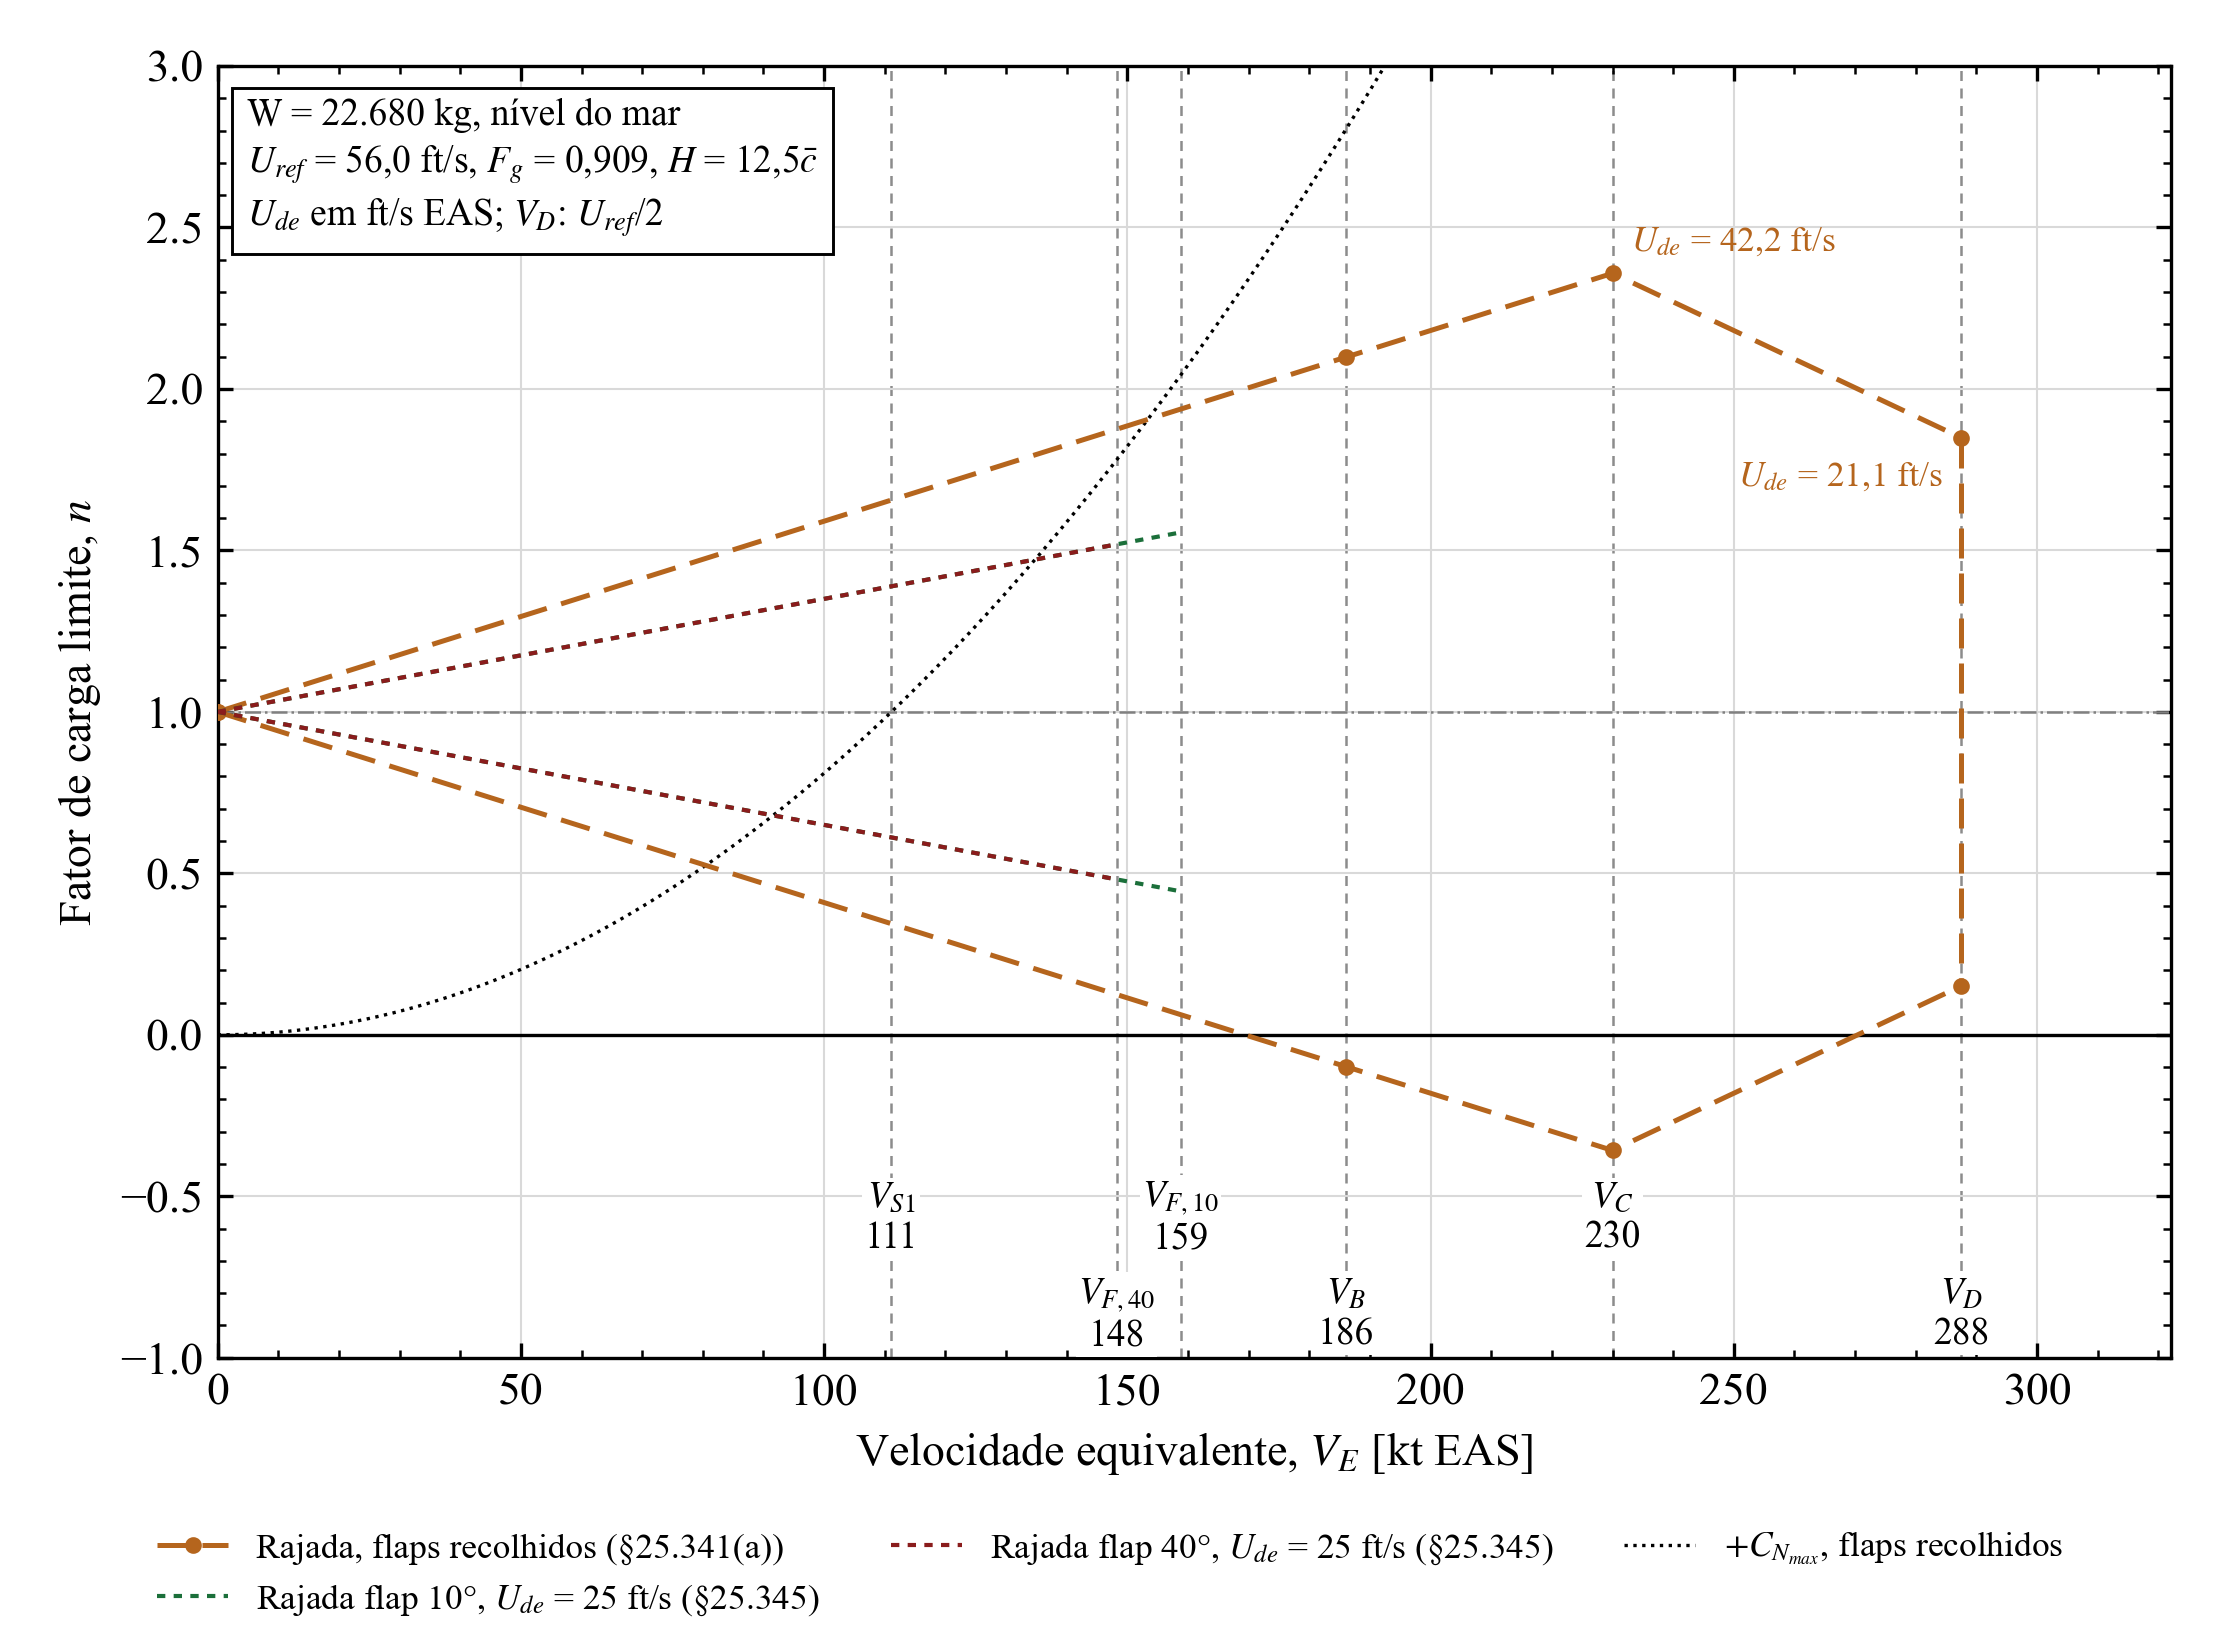 3.0
2.5
2.0
1.5
1.0
0.5
0.0
−0.5
−1.0
Fator de carga limite, n
W = 22.680 kg, nível do mar
U_ref = 56,0 ft/s, F_g = 0,909, H = 12,5c̄
U_de em ft/s EAS; V_D: U_ref/2
U_de = 42,2 ft/s
U_de = 21,1 ft/s
V_S1
111
V_F,10
159
V_C
230
V_F,40
148
V_B
186
V_D
288
0 50 100 150 200 250 300
Velocidade equivalente, V_E [kt EAS]
Rajada, flaps recolhidos (§25.341(a))
Rajada flap 10°, U_de = 25 ft/s (§25.345)
Rajada flap 40°, U_de = 25 ft/s (§25.345)
+C_Nmax, flaps recolhidos